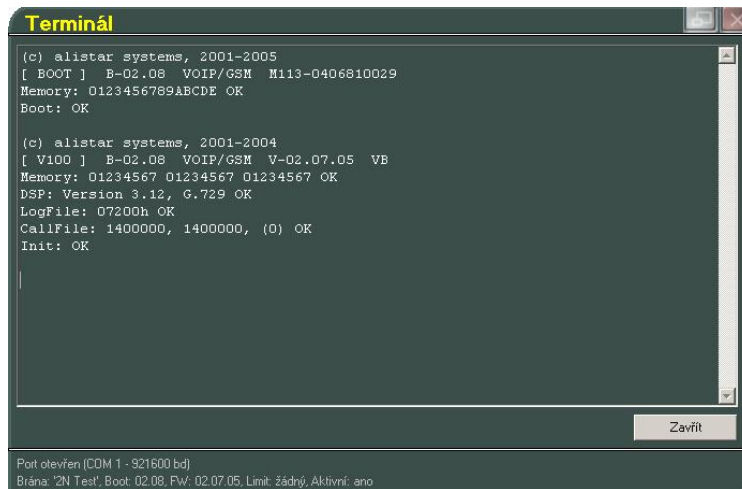 Terminál
(c) alistar systems, 2001-2005
[ BOOT ]  B-02.08  VOIP/GSM  M113-0406810029
Memory: 0123456789ABCDE OK
Boot: OK
(c) alistar systems, 2001-2004
[ V100 ]  B-02.08  VOIP/GSM  V-02.07.05  VB
Memory: 01234567 01234567 01234567 OK
DSP: Version 3.12, G.729 OK
LogFile: 07200h OK
CallFile: 1400000, 1400000, (0) OK
Init: OK
Zavřít
Port otevřen (COM 1 - 921600 bd)
Brána: '2N Test', Boot: 02.08, FW: 02.07.05, Limit: žádný, Aktivní: ano